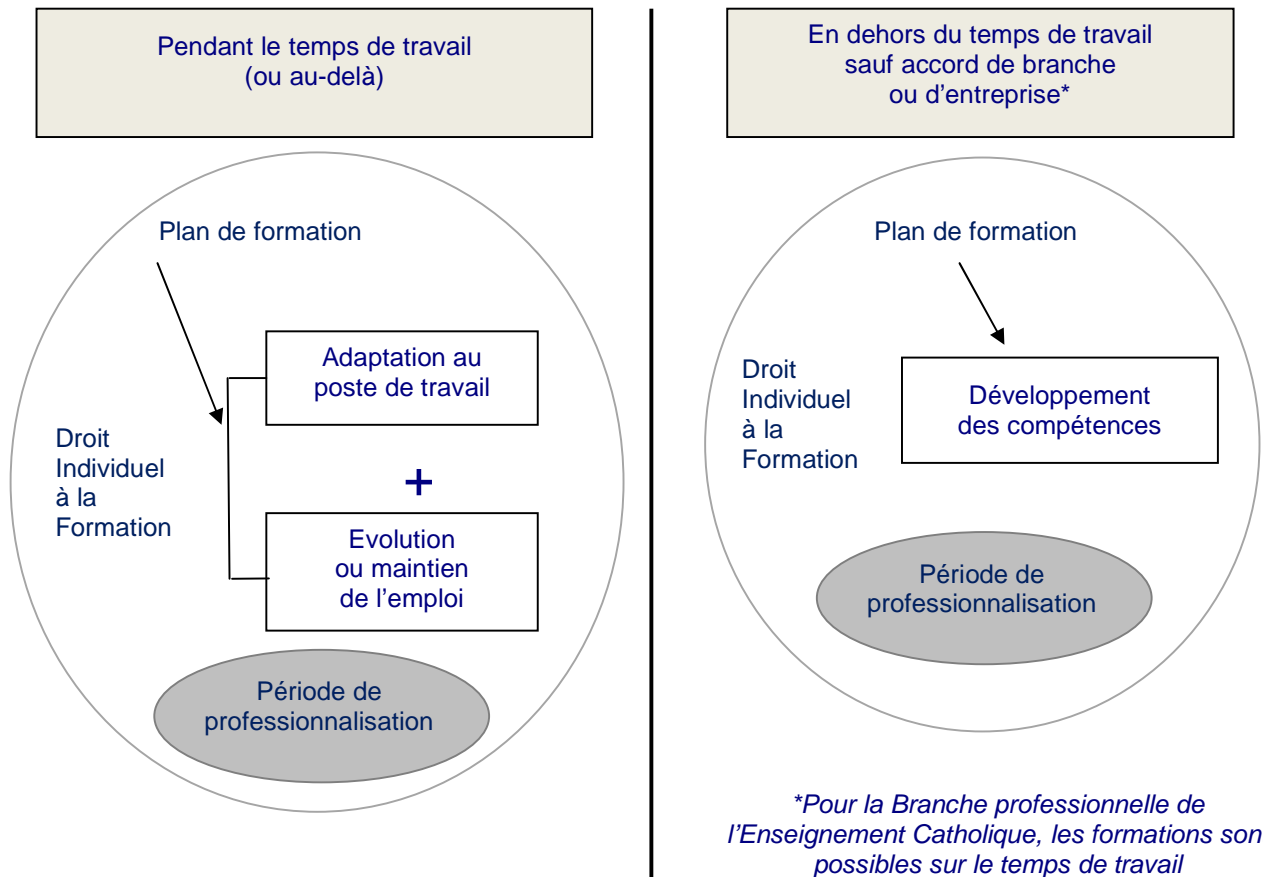 Pendant le temps de travail
(ou au-delà)
Plan de formation
Adaptation au
poste de travail
Droit
Individuel
à la
Formation
+
Evolution
ou maintien
de l'emploi
Période de
professionnalisation
En dehors du temps de travail
sauf accord de branche
ou d'entreprise*
Plan de formation
Droit
Individuel
à la
Formation
Développement
des compétences
Période de
professionnalisation
*Pour la Branche professionnelle de
l'Enseignement Catholique, les formations son
possibles sur le temps de travail